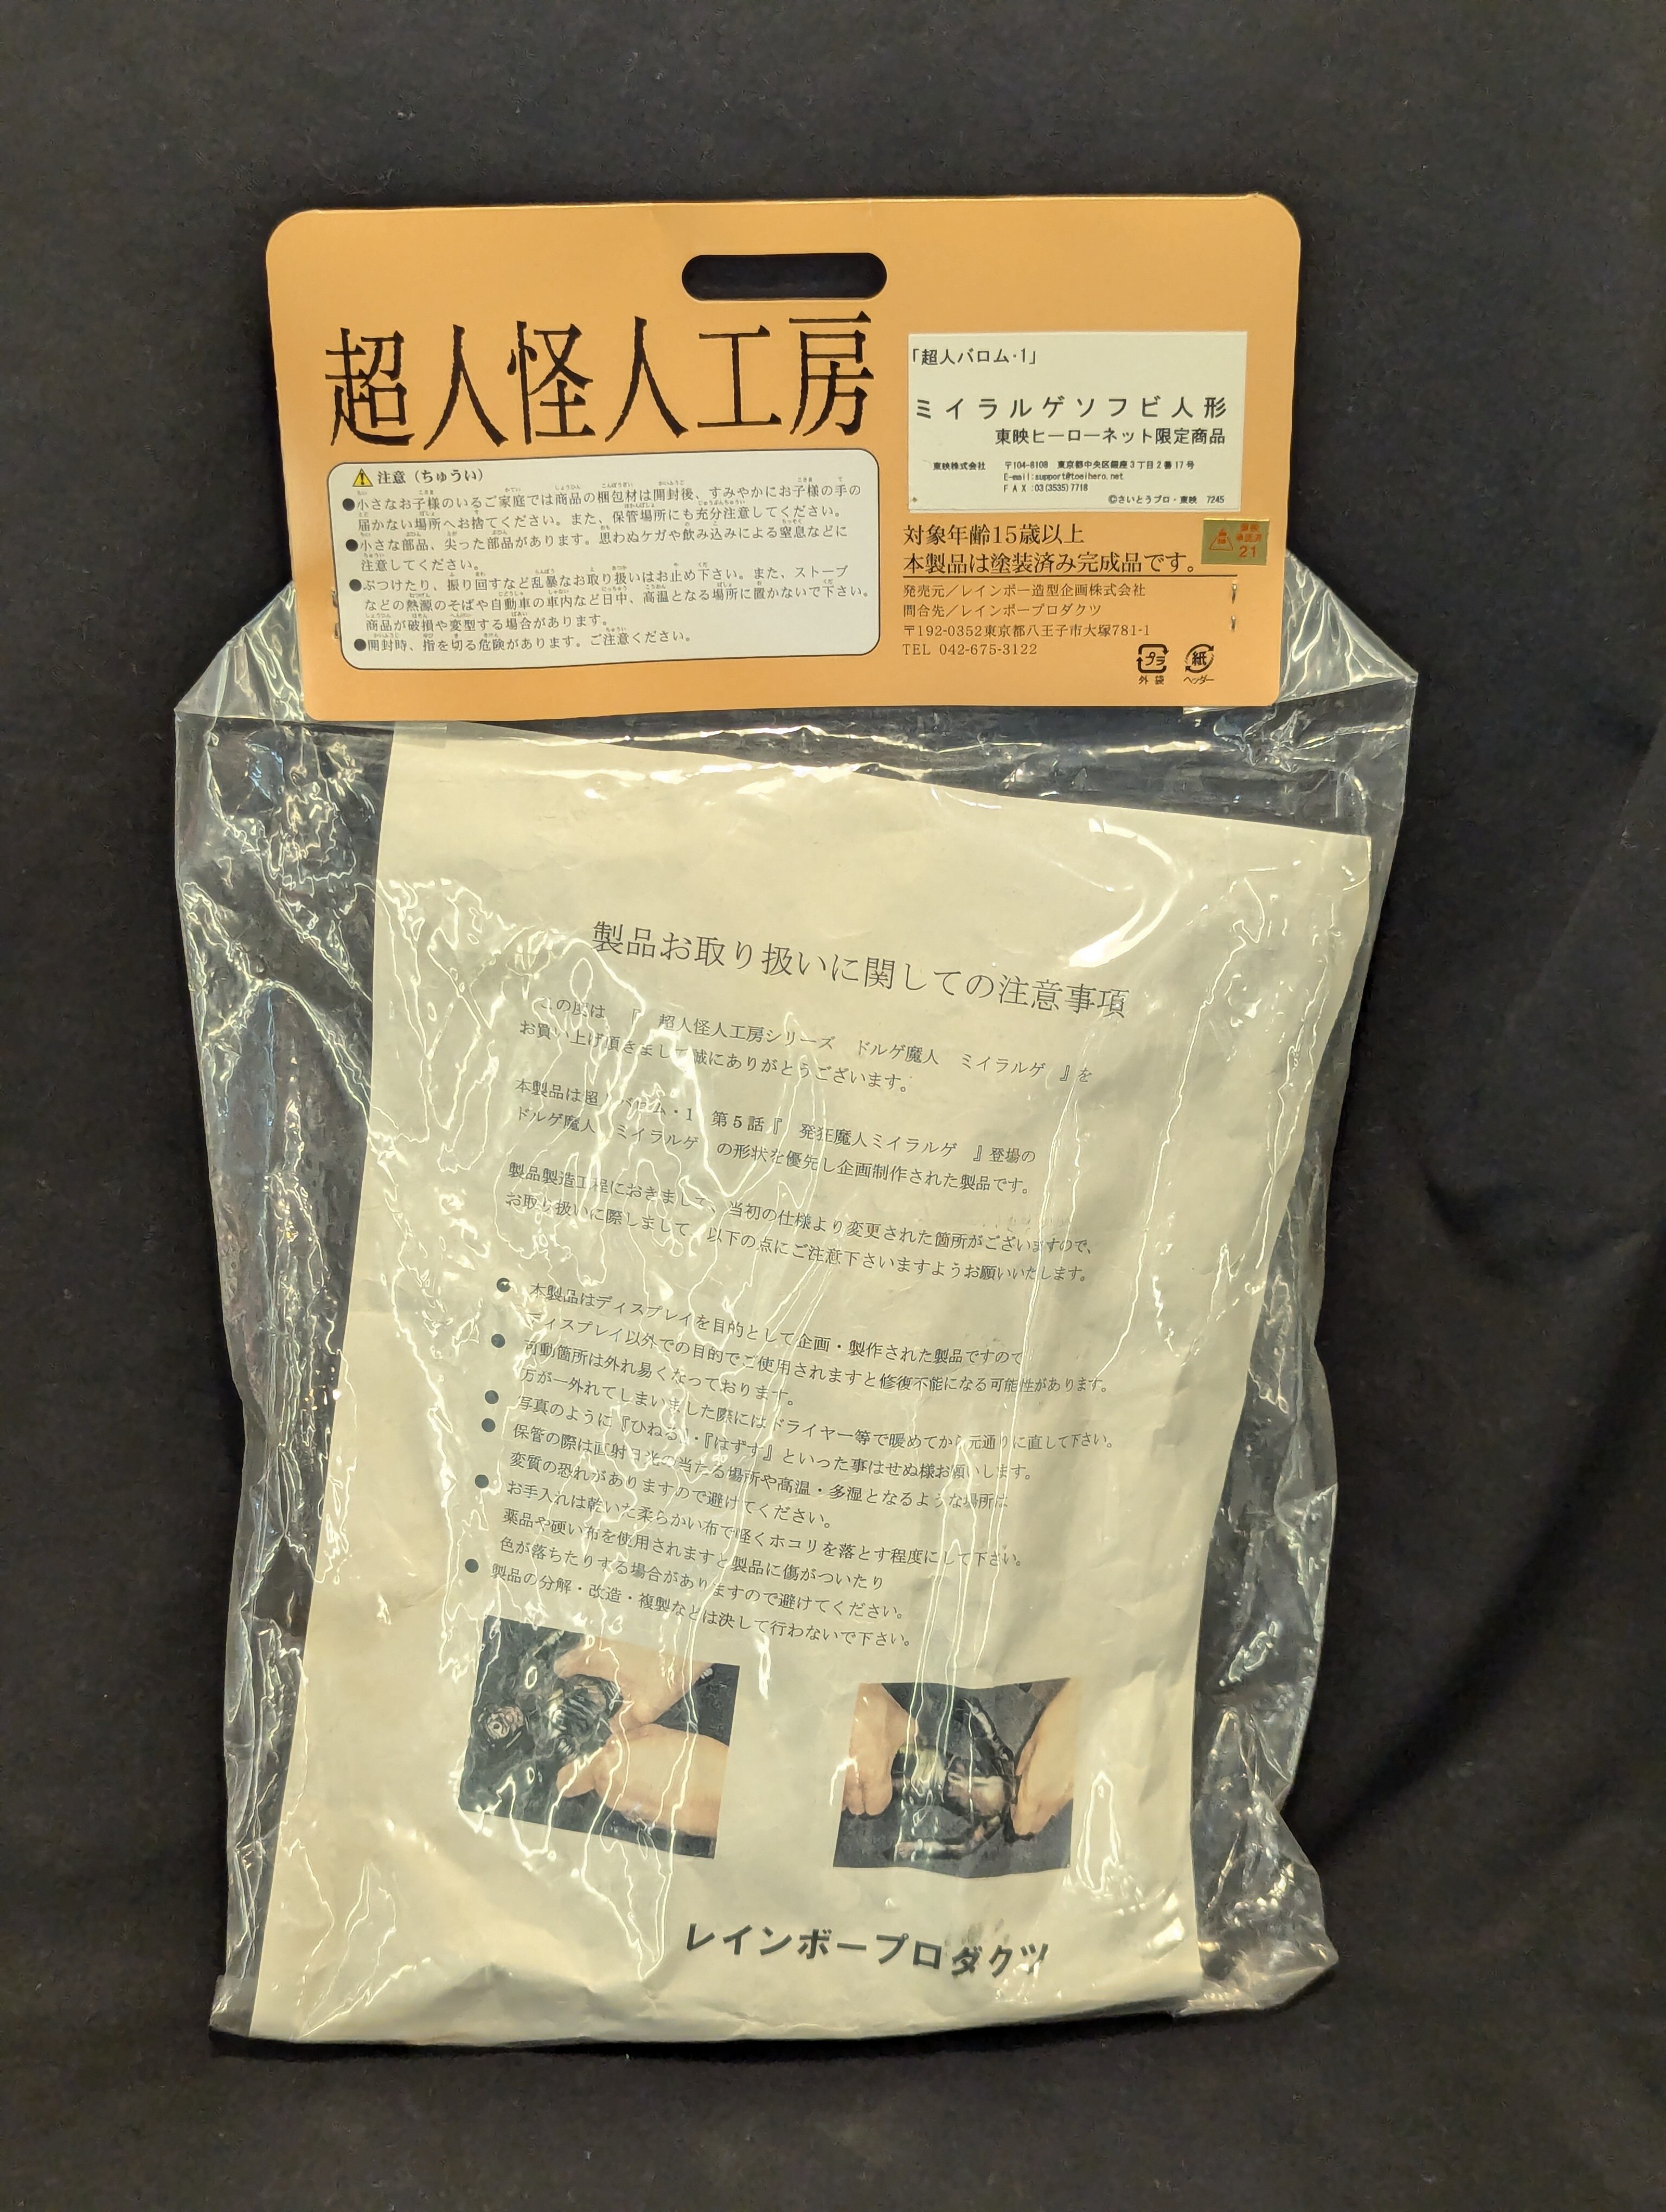 超人怪人工房
注意（ちゅうい）
●小さなお子様のいるご家庭では商品の梱包材は開封後、すみやかにお子様の手の
届かない場所へお捨てください。また、保管場所にも充分注意してください。
●小さな部品、尖った部品があります。思わぬケガや飲み込みによる窒息などに
注意してください。
●ぶつけたり、振り回すなど乱暴なお取り扱いはお止め下さい。また、ストーブ
などの熱源のそばや自動車の車内など日中、高温となる場所に置かないで下さい。
商品が破損や変型する場合があります。
●開封時、指を切る危険があります。ご注意ください。
「超人バロム・1」
ミイラルゲソフビ人形
東映ヒーローネット限定商品
東映株式会社 〒104-8108 東京都中央区銀座3丁目2番17号
E-mail:support@toeihero.net
FAX:03(3535)7718
©さいとうプロ・東映 7245
対象年齢15歳以上
本製品は塗装済み完成品です。
21
発売元／レインボー造型企画株式会社
問合先／レインボープロダクツ
〒192-0352東京都八王子市大塚781-1
TEL 042-675-3122
プラ 紙
外袋 ヘッダー
製品お取り扱いに関しての注意事項
この度は 『 超人怪人工房シリーズ ドルゲ魔人 ミイラルゲ 』を
お買い上げ頂きまして誠にありがとうございます。
本製品は超人バロム・1 第5話『 発狂魔人ミイラルゲ 』登場の
ドルゲ魔人 ミイラルゲ の形状を優先し企画制作された製品です。
製品製造工程におきまして、当初の仕様より変更された箇所がございますので、
お取り扱いに際しまして、以下の点にご注意下さいますようお願いいたします。
● 本製品はディスプレイを目的として企画・製作された製品ですので
ディスプレイ以外での目的でご使用されますと修復不能になる可能性があります。
● 可動箇所は外れ易くなっております。
万が一外れてしまいました際にはドライヤー等で暖めてから元通りに直して下さい。
● 写真のように『ひねる』・『はずす』といった事はせぬ様お願いします。
● 保管の際は直射日光の当たる場所や高温・多湿となるような場所は
変質の恐れがありますので避けてください。
● お手入れは乾いた柔らかい布で軽くホコリを落とす程度にして下さい。
薬品や硬い布を使用されますと製品に傷がついたり
色が落ちたりする場合がありますので避けてください。
● 製品の分解・改造・複製などは決して行わないで下さい。
レインボープロダクツ